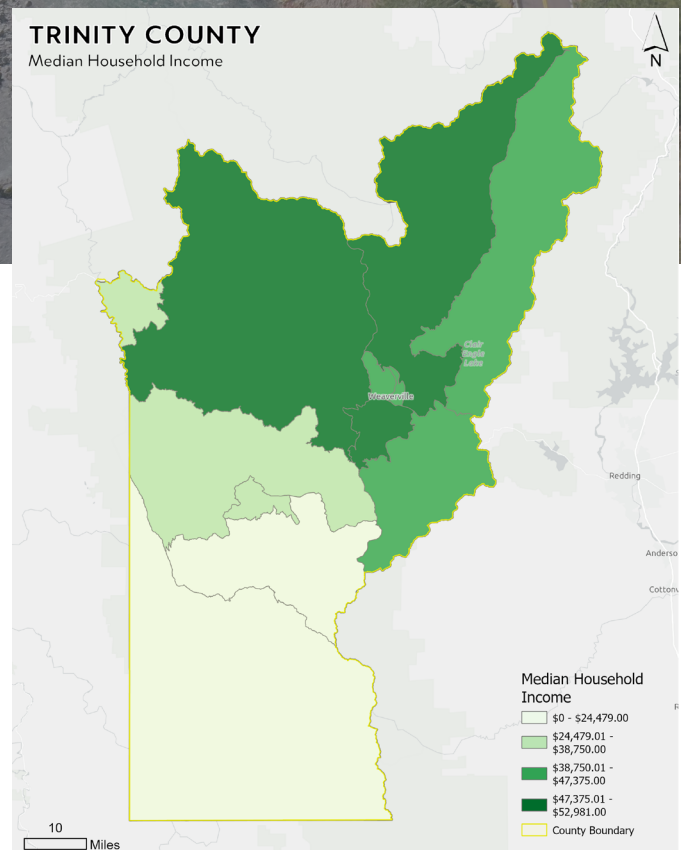 TRINITY COUNTY
Median Household Income
N
Clair
Eagle
Lake
Weaverville
Redding
Cottonw
Median Household
Income
$0 - $24,479.00
$24,479.01 -
$38,750.00
$38,750.01 -
$47,375.00
$47,375.01 -
$52,981.00
County Boundary
10
Miles